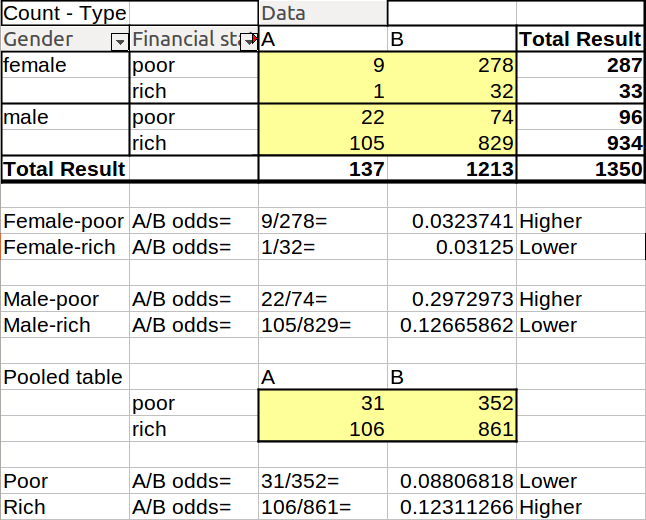 Count - Type Data
Gender Financial sta A B Total Result
female poor 9 278 287
rich 1 32 33
male poor 22 74 96
rich 105 829 934
Total Result 137 1213 1350
Female-poor A/B odds= 9/278= 0.0323741 Higher
Female-rich A/B odds= 1/32= 0.03125 Lower
Male-poor A/B odds= 22/74= 0.2972973 Higher
Male-rich A/B odds= 105/829= 0.12665862 Lower
Pooled table A B
poor 31 352
rich 106 861
Poor A/B odds= 31/352= 0.08806818 Lower
Rich A/B odds= 106/861= 0.12311266 Higher